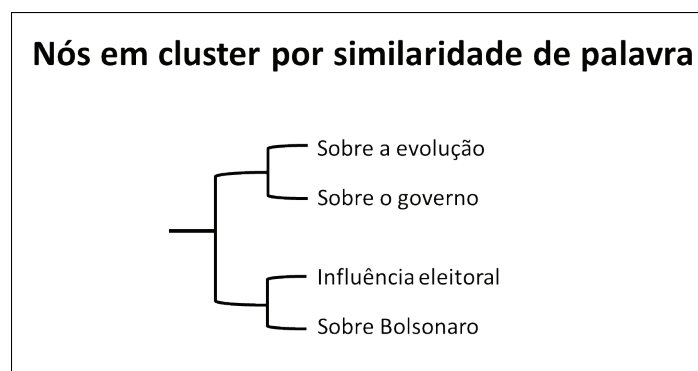 Nós em cluster por similaridade de palavra
Sobre a evolução
Sobre o governo
Influência eleitoral
Sobre Bolsonaro